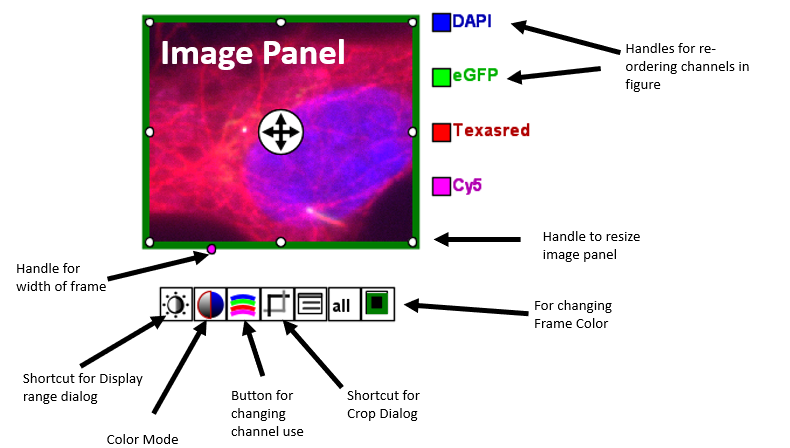 Image Panel
DAPI
eGFP
Texasred
Cy5
Handles for re-
ordering channels in
figure
Handle to resize
image panel
Handle for
width of frame
all
For changing
Frame Color
Shortcut for Display
range dialog
Color Mode
Button for
changing
channel use
Shortcut for
Crop Dialog